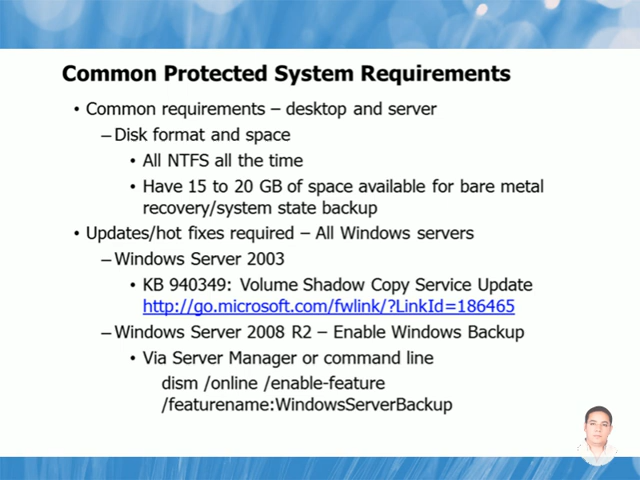 Common Protected System Requirements
• Common requirements – desktop and server
– Disk format and space
• All NTFS all the time
• Have 15 to 20 GB of space available for bare metal
recovery/system state backup
• Updates/hot fixes required – All Windows servers
– Windows Server 2003
• KB 940349: Volume Shadow Copy Service Update
http://go.microsoft.com/fwlink/?LinkId=186465
– Windows Server 2008 R2 – Enable Windows Backup
• Via Server Manager or command line
dism /online /enable-feature
/featurename:WindowsServerBackup